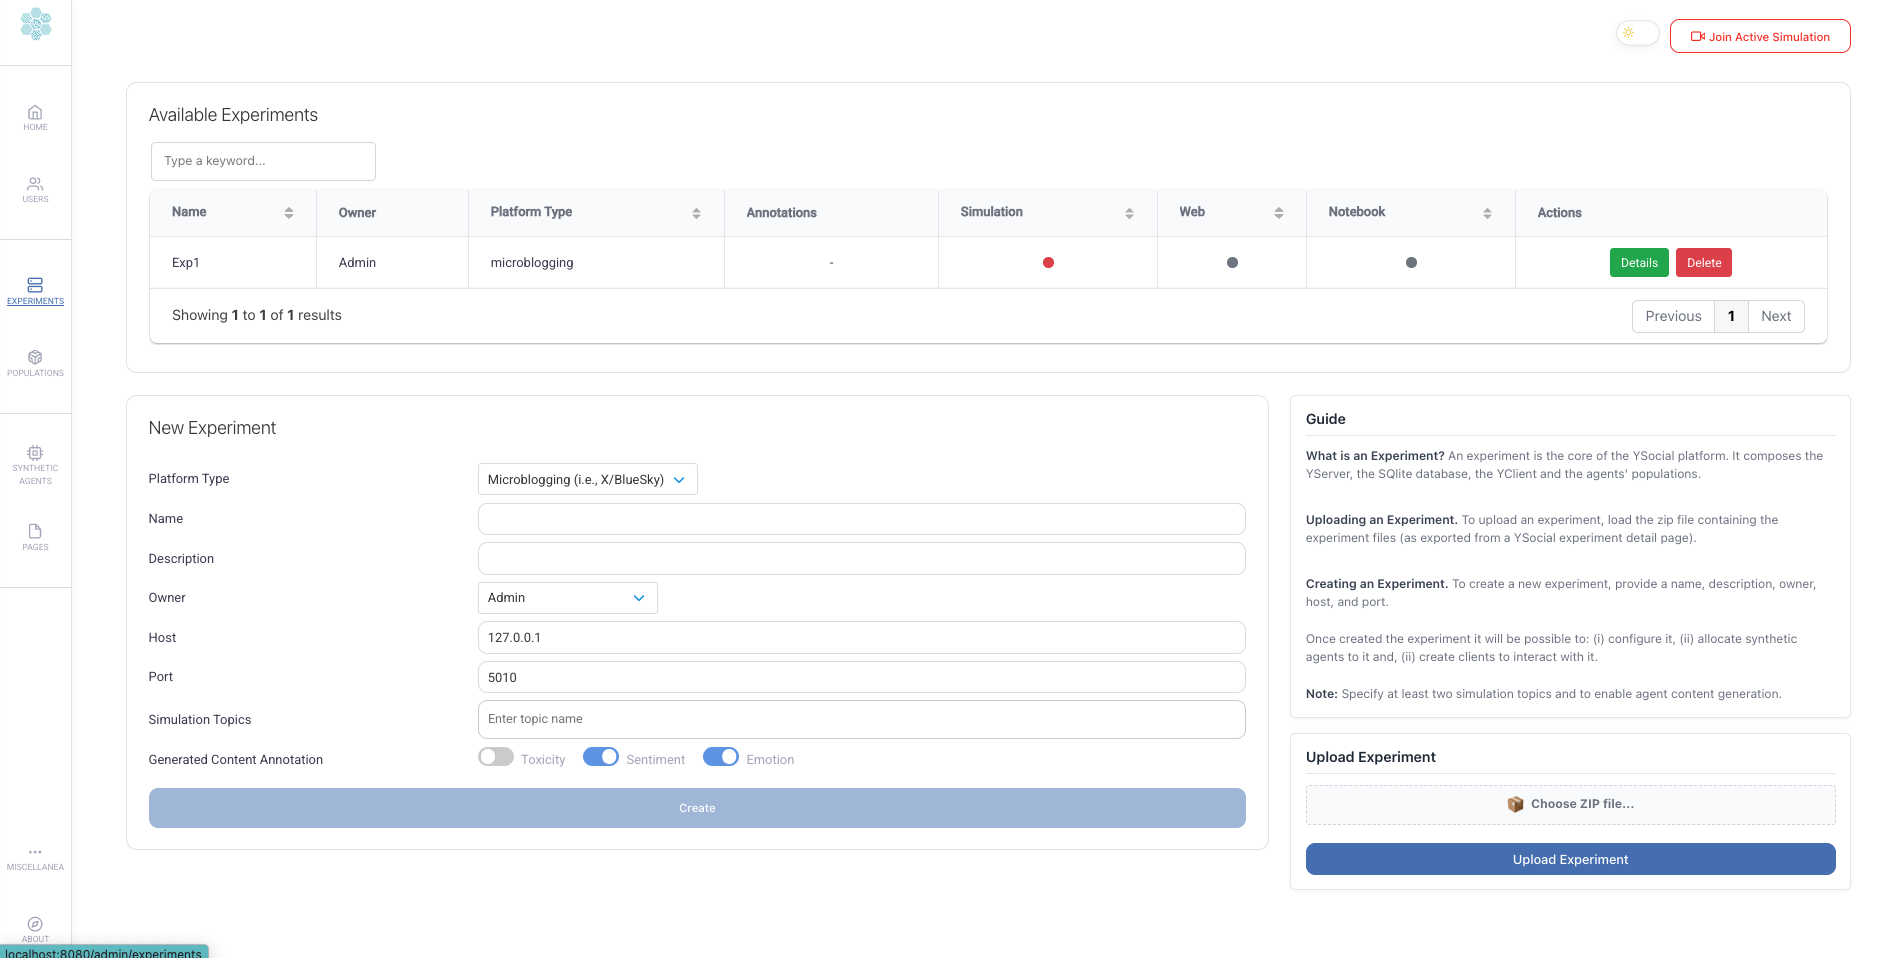 Join Active Simulation
HOME
USERS
EXPERIMENTS
POPULATIONS
SYNTHETIC
AGENTS
PAGES
MISCELLANEA
ABOUT
Available Experiments
Type a keyword...
Name Owner Platform Type Annotations Simulation Web Notebook Actions
Exp1 Admin microblogging - Details Delete
Showing 1 to 1 of 1 results Previous 1 Next
New Experiment
Platform Type Microblogging (i.e., X/BlueSky)
Name
Description
Owner Admin
Host 127.0.0.1
Port 5010
Simulation Topics Enter topic name
Generated Content Annotation Toxicity Sentiment Emotion
Create
Guide
What is an Experiment? An experiment is the core of the YSocial platform. It composes the
YServer, the SQlite database, the YClient and the agents' populations.
Uploading an Experiment. To upload an experiment, load the zip file containing the
experiment files (as exported from a YSocial experiment detail page).
Creating an Experiment. To create a new experiment, provide a name, description, owner,
host, and port.
Once created the experiment it will be possible to: (i) configure it, (ii) allocate synthetic
agents to it and, (ii) create clients to interact with it.
Note: Specify at least two simulation topics and to enable agent content generation.
Upload Experiment
Choose ZIP file...
Upload Experiment
localhost:8080/admin/experiments